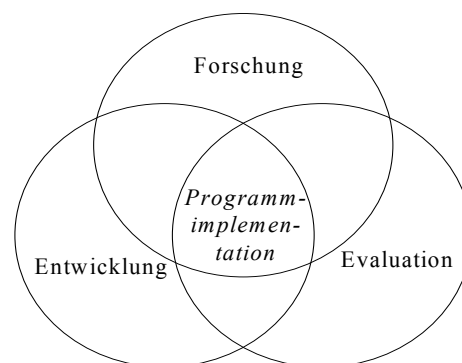 Forschung
Programm-
implemen-
tation
Entwicklung
Evaluation